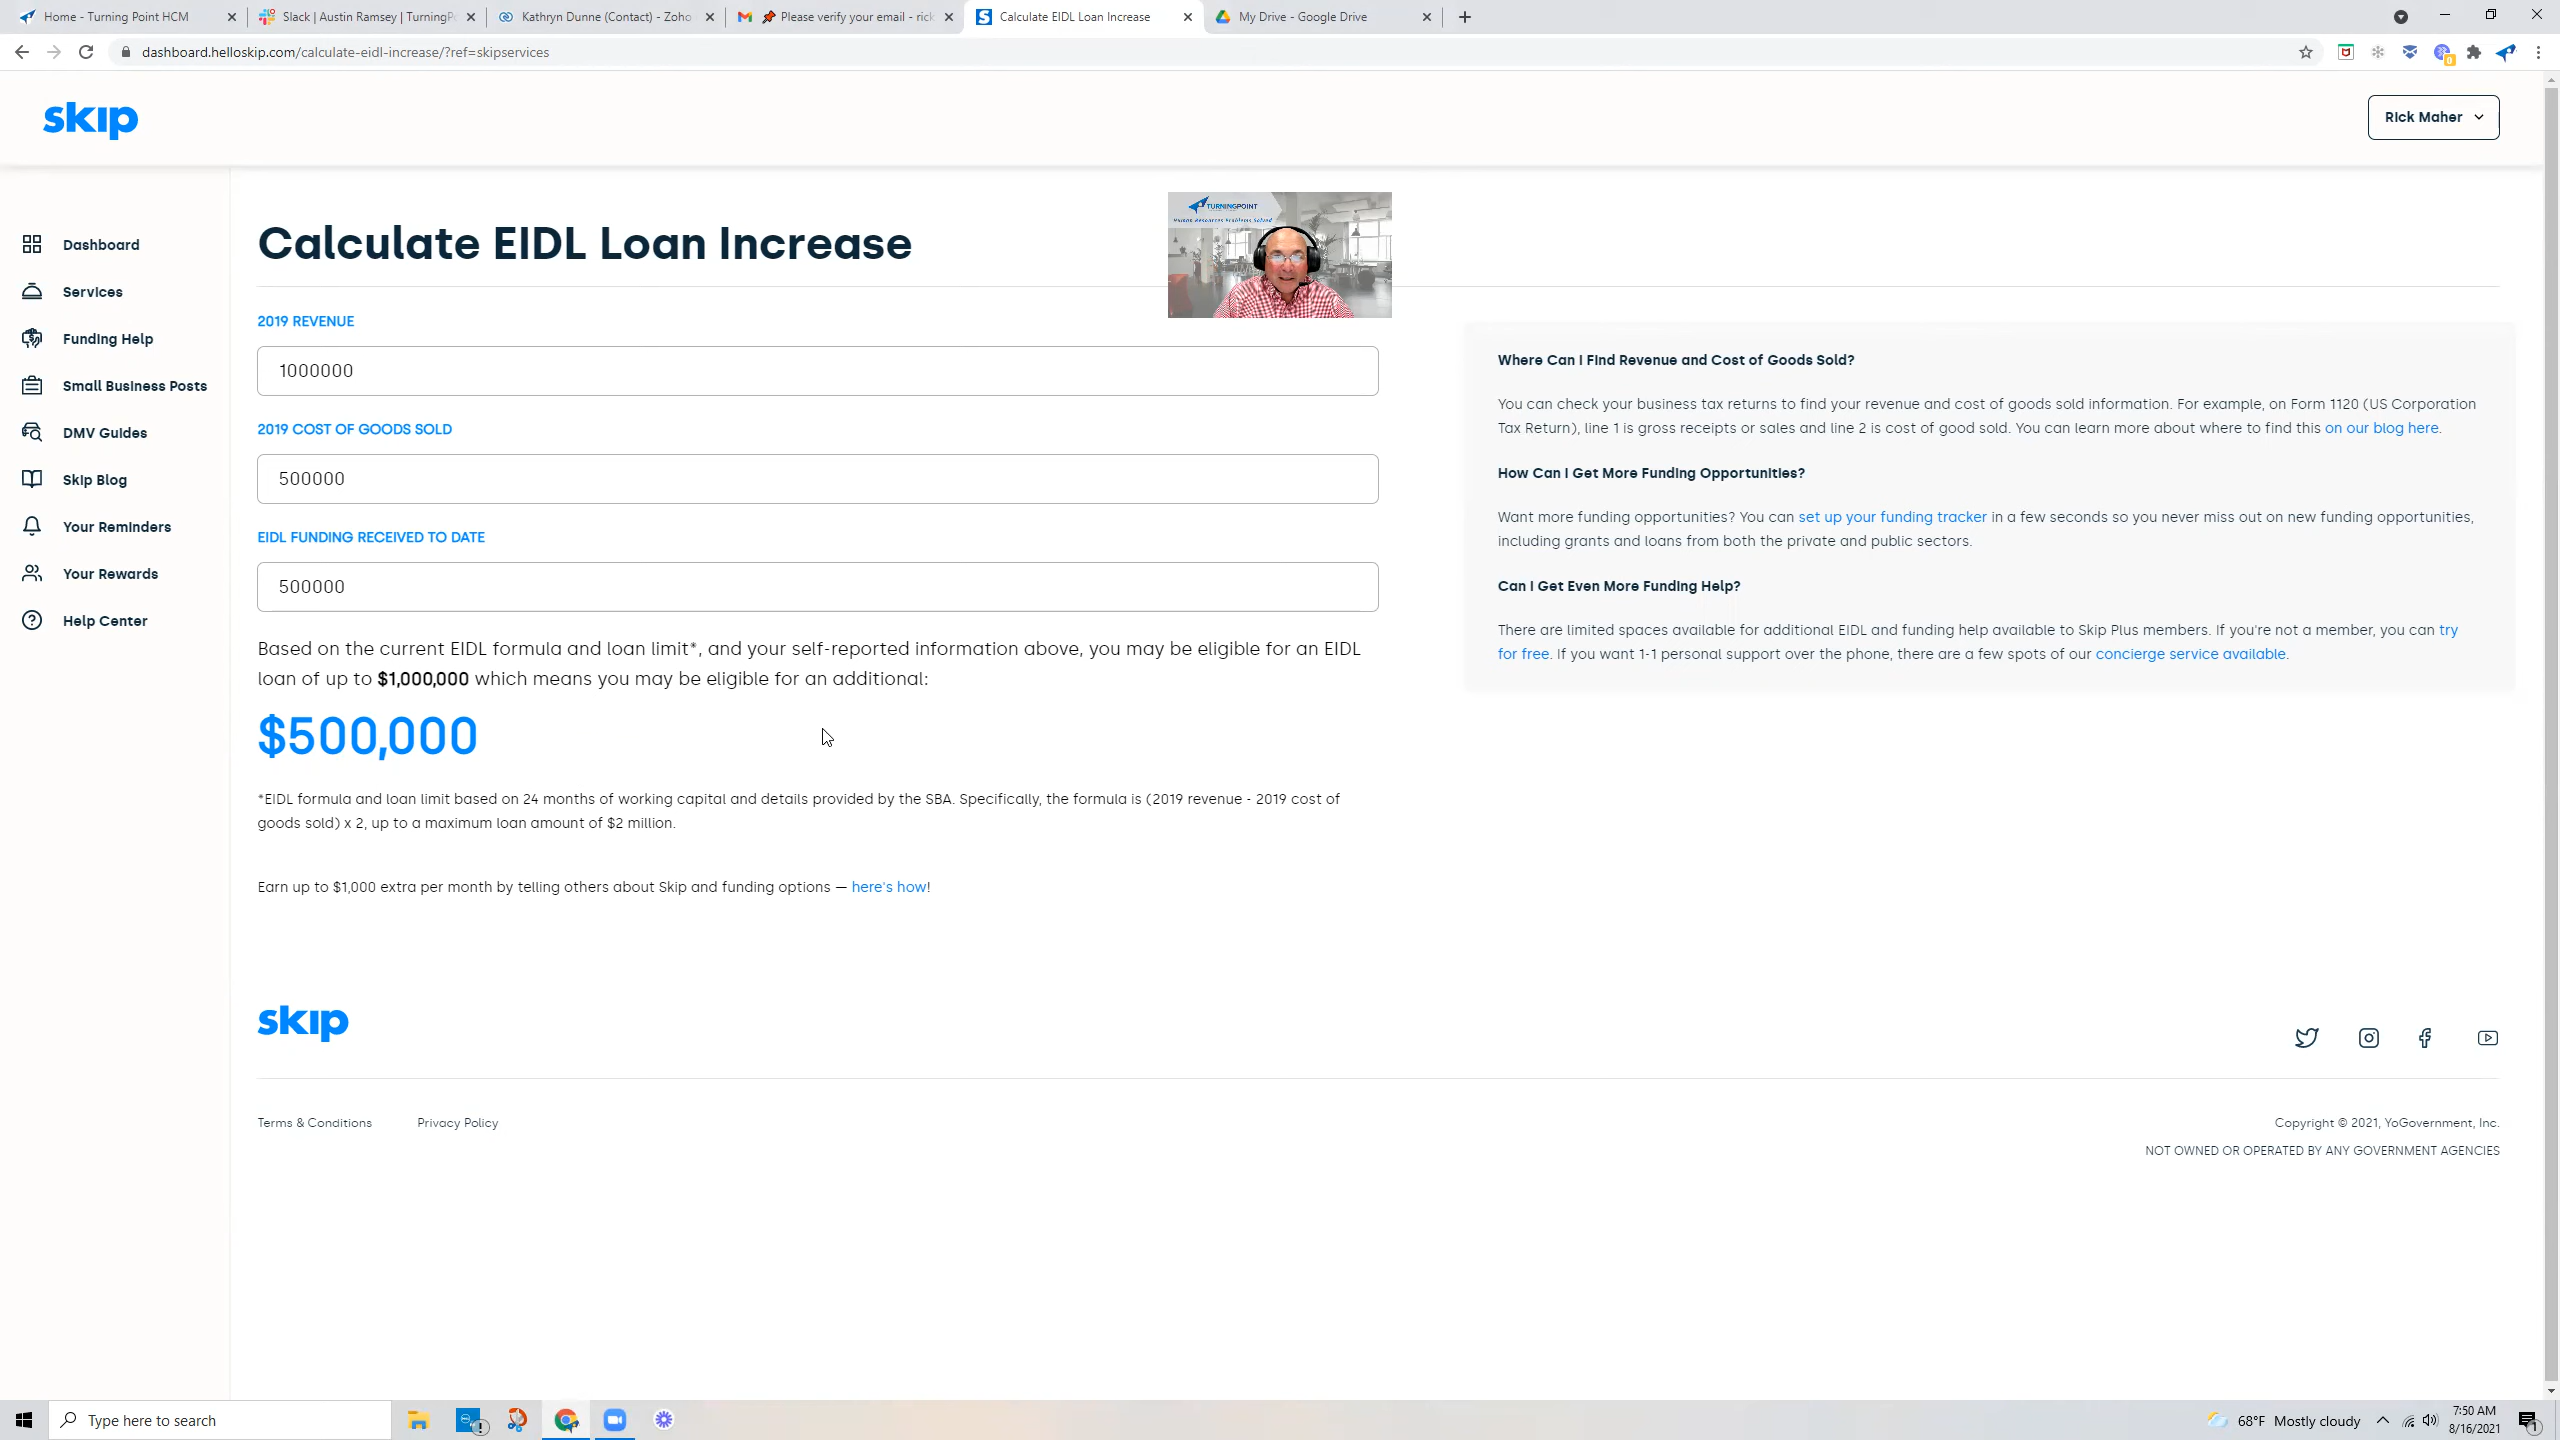 Home - Turning Point HCM
Slack | Austin Ramsey | TurningP
Kathryn Dunne (Contact) - Zoho
Please verify your email - rick
Calculate EIDL Loan Increase
My Drive - Google Drive
dashboard.helloskip.com/calculate-eidl-increase/?ref=skipservices
skip
Rick Maher
Dashboard
Services
Funding Help
Small Business Posts
DMV Guides
Skip Blog
Your Reminders
Your Rewards
Help Center
Calculate EIDL Loan Increase
TURNINGPOINT
Human Resources Problems Solved
2019 REVENUE
1000000
2019 COST OF GOODS SOLD
500000
EIDL FUNDING RECEIVED TO DATE
500000
Based on the current EIDL formula and loan limit*, and your self-reported information above, you may be eligible for an EIDL
loan of up to $1,000,000 which means you may be eligible for an additional:
$500,000
*EIDL formula and loan limit based on 24 months of working capital and details provided by the SBA. Specifically, the formula is (2019 revenue - 2019 cost of
goods sold) x 2, up to a maximum loan amount of $2 million.
Earn up to $1,000 extra per month by telling others about Skip and funding options — here's how!
Where Can I Find Revenue and Cost of Goods Sold?
You can check your business tax returns to find your revenue and cost of goods sold information. For example, on Form 1120 (US Corporation
Tax Return), line 1 is gross receipts or sales and line 2 is cost of good sold. You can learn more about where to find this on our blog here.
How Can I Get More Funding Opportunities?
Want more funding opportunities? You can set up your funding tracker in a few seconds so you never miss out on new funding opportunities,
including grants and loans from both the private and public sectors.
Can I Get Even More Funding Help?
There are limited spaces available for additional EIDL and funding help available to Skip Plus members. If you're not a member, you can try
for free. If you want 1-1 personal support over the phone, there are a few spots of our concierge service available.
skip
Terms & Conditions
Privacy Policy
Copyright © 2021, YoGovernment, Inc.
NOT OWNED OR OPERATED BY ANY GOVERNMENT AGENCIES
Type here to search
68°F Mostly cloudy
7:50 AM
8/16/2021